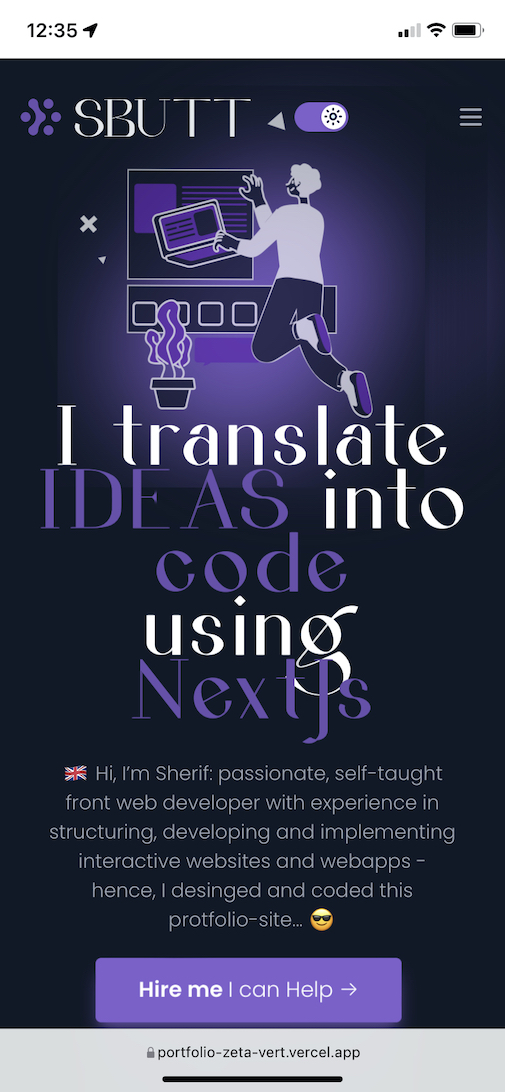 12:35
SBUTT
I translate
IDEAS into
code
using
NextJs
🇬🇧 Hi, I’m Sherif: passionate, self-taught
front web developer with experience in
structuring, developing and implementing
interactive websites and webapps -
hence, I desinged and coded this
protfolio-site... 😎
Hire me I can Help →
portfolio-zeta-vert.vercel.app